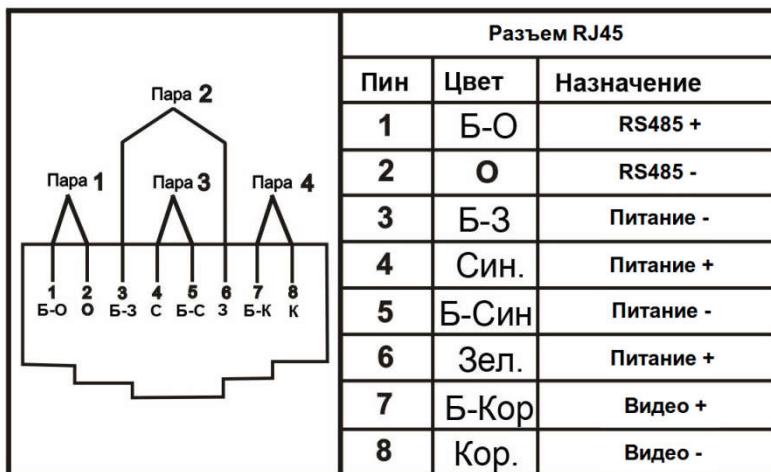 Пара 2
Пара 1
Пара 3
Пара 4
1 2 3 4 5 6 7 8
Б-О О Б-З С Б-С З Б-К К
Разъем RJ45
Пин Цвет Назначение
1 Б-О RS485 +
2 О RS485 -
3 Б-З Питание -
4 Син. Питание +
5 Б-Син Питание -
6 Зел. Питание +
7 Б-Кор Видео +
8 Кор. Видео -